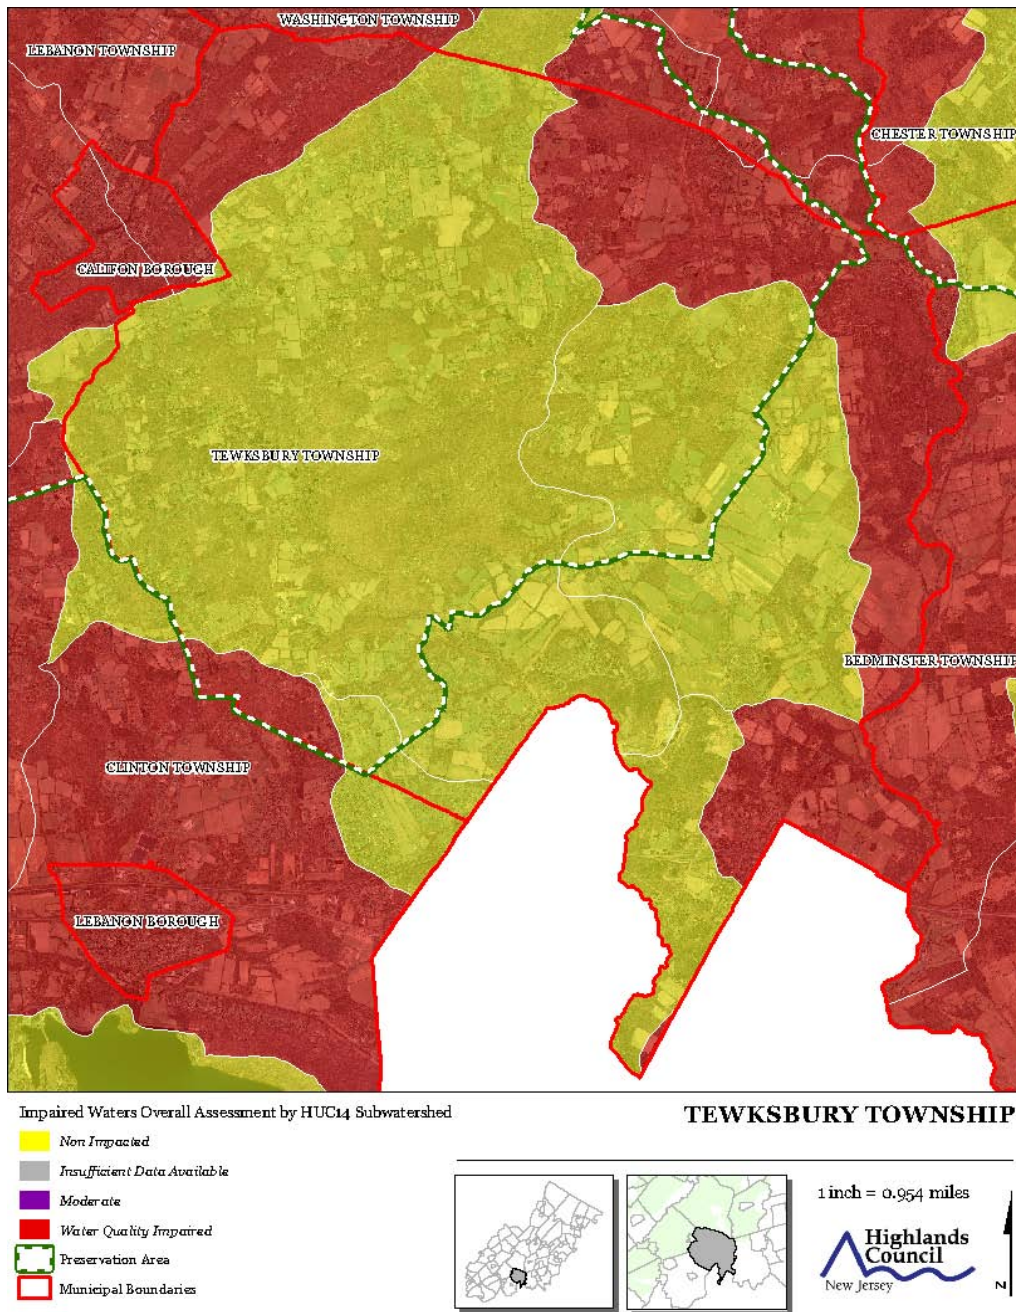 WASHINGTON TOWNSHIP
LEBANON TOWNSHIP
CHESTER TOWNSHIP
CALIFON BOROUGH
TEWKSBURY TOWNSHIP
BEDMINSTER TOWNSHIP
CLINTON TOWNSHIP
LEBANON BOROUGH
Impaired Waters Overall Assessment by HUC14 Subwatershed
Non Impacted
Insufficient Data Available
Moderate
Water Quality Impaired
Preservation Area
Municipal Boundaries
TEWKSBURY TOWNSHIP
1 inch = 0.954 miles
Highlands
Council
New Jersey
N